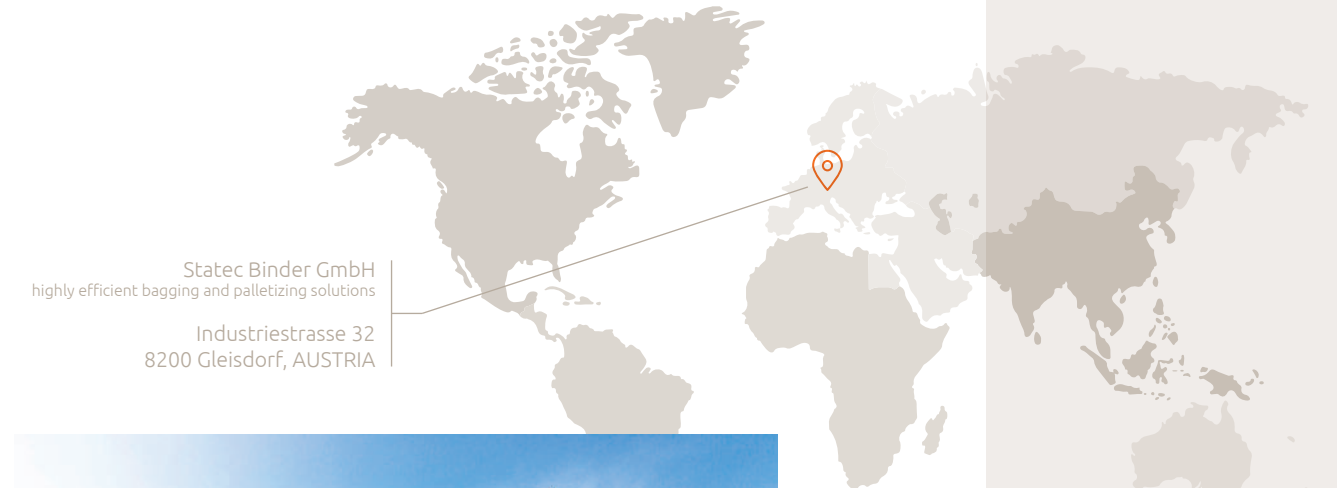 Statec Binder GmbH
highly efficient bagging and palletizing solutions
Industriestrasse 32
8200 Gleisdorf, AUSTRIA